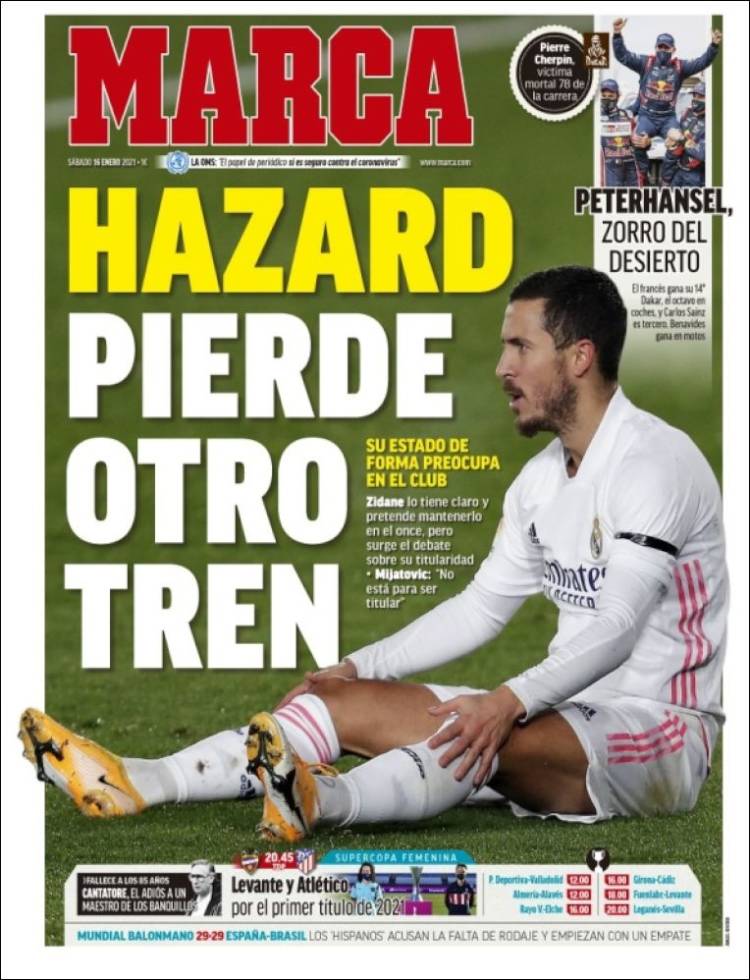 MARCA
SÁBADO 16 ENERO 2021 • 1€
LA OMS: "El papel de periódico sí es seguro contra el coronavirus"
www.marca.com
Pierre
Cherpin,
víctima
mortal 78 de
la carrera
DAKAR
PETERHANSEL,
ZORRO DEL
DESIERTO
El francés gana su 14º
Dakar, el octavo en
coches, y Carlos Sainz
es tercero. Benavides
gana en motos
HAZARD
PIERDE
OTRO
TREN
SU ESTADO DE
FORMA PREOCUPA
EN EL CLUB
Zidane lo tiene claro y
pretende mantenerlo
en el once, pero
surge el debate
sobre su titularidad
• Mijatovic: "No
está para ser
titular"
Emirates
FALLECE A LOS 85 AÑOS
CANTATORE, EL ADIÓS A UN
MAESTRO DE LOS BANQUILLOS
20.45
TDP
SUPERCOPA FEMENINA
Levante y Atlético
por el primer título de 2021
P. Deportiva-Valladolid 12.00
Almería-Alavés 12.00
Rayo V.-Elche 16.00
16.00 Girona-Cádiz
18.00 Fuenlabr.-Levante
20.00 Leganés-Sevilla
MUNDIAL BALONMANO 29-29 ESPAÑA-BRASIL LOS 'HISPANOS' ACUSAN LA FALTA DE RODAJE Y EMPIEZAN CON UN EMPATE